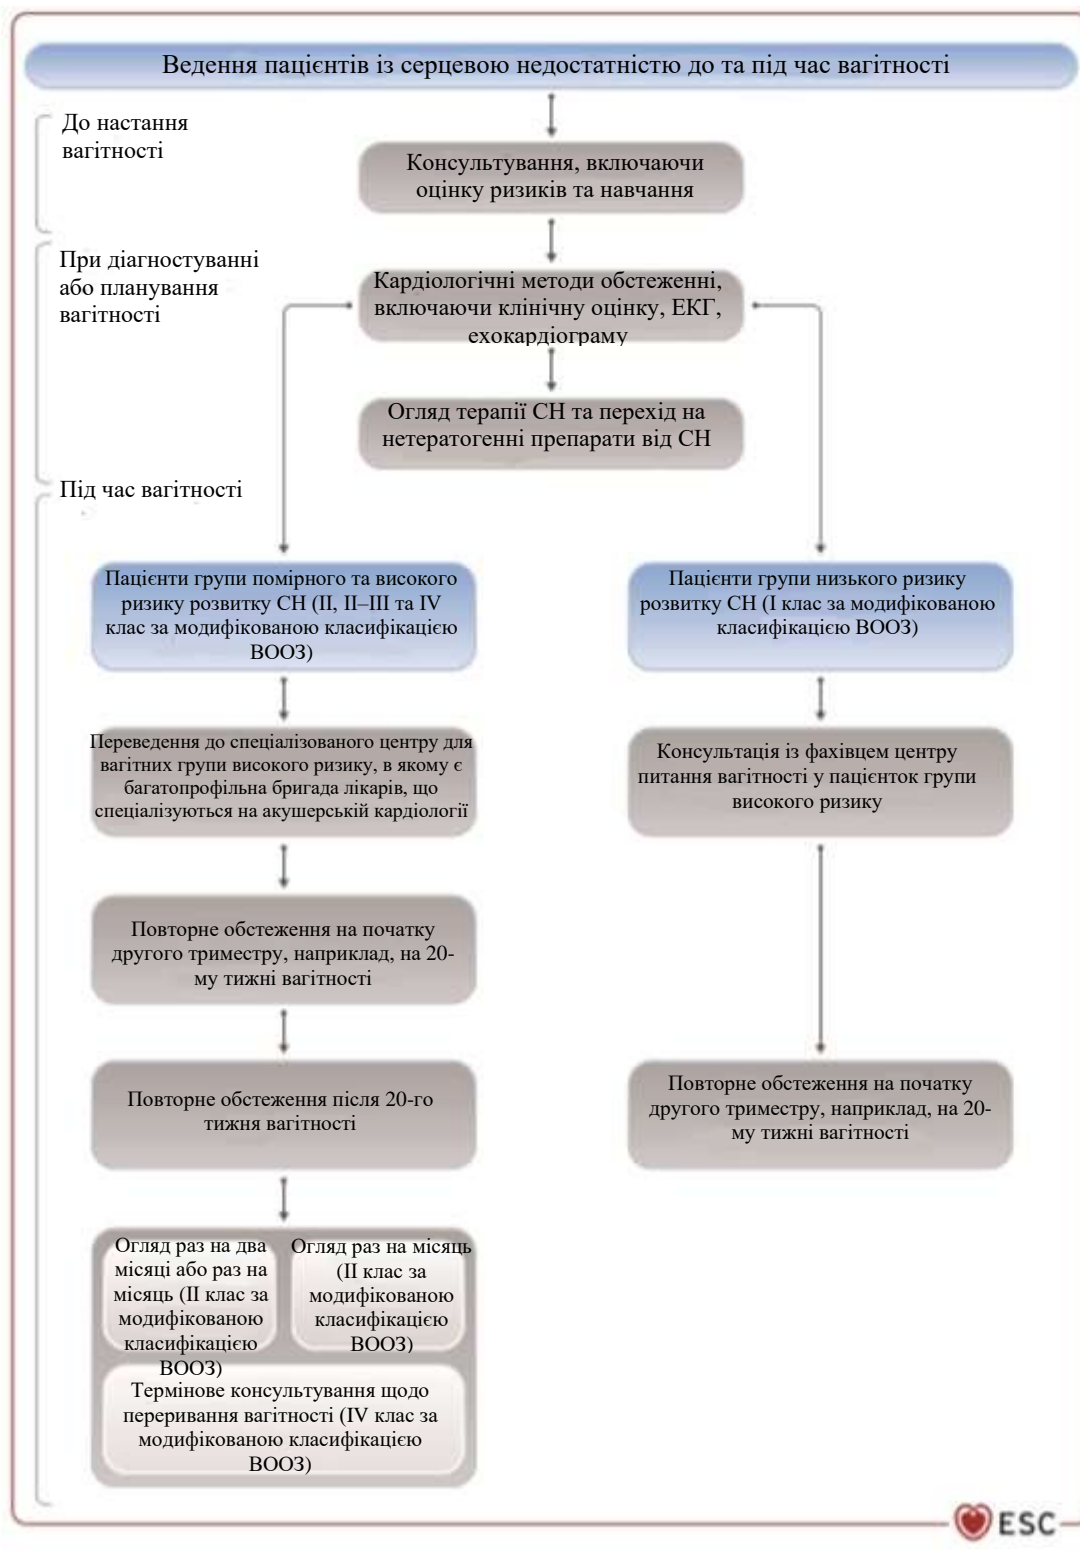 Ведення пацієнтів із серцевою недостатністю до та під час вагітності
До настання
вагітності
Консультування, включаючи
оцінку ризиків та навчання
При діагностуванні
або планування
вагітності
Кардіологічні методи обстеженні,
включаючи клінічну оцінку, ЕКГ,
ехокардіограму
Огляд терапії СН та перехід на
нетератогенні препарати від СН
Під час вагітності
Пацієнти групи помірного та високого
ризику розвитку СН (II, II–III та IV
клас за модифікованою класифікацією
ВООЗ)
Пацієнти групи низького ризику
розвитку СН (I клас за модифікованою
класифікацією ВООЗ)
Переведення до спеціалізованого центру для
вагітних групи високого ризику, в якому є
багатопрофільна бригада лікарів, що
спеціалізуються на акушерській кардіології
Консультація із фахівцем центру
питання вагітності у пацієнток групи
високого ризику
Повторне обстеження на початку
другого триместру, наприклад, на 20-
му тижні вагітності
Повторне обстеження після 20-го
тижня вагітності
Повторне обстеження на початку
другого триместру, наприклад, на 20-
му тижні вагітності
Огляд раз на два
місяці або раз на
місяць (II клас за
модифікованою
класифікацією
ВООЗ)
Огляд раз на місяць
(II клас за
модифікованою
класифікацією
ВООЗ)
Термінове консультування щодо
переривання вагітності (IV клас за
модифікованою класифікацією
ВООЗ)
ESC